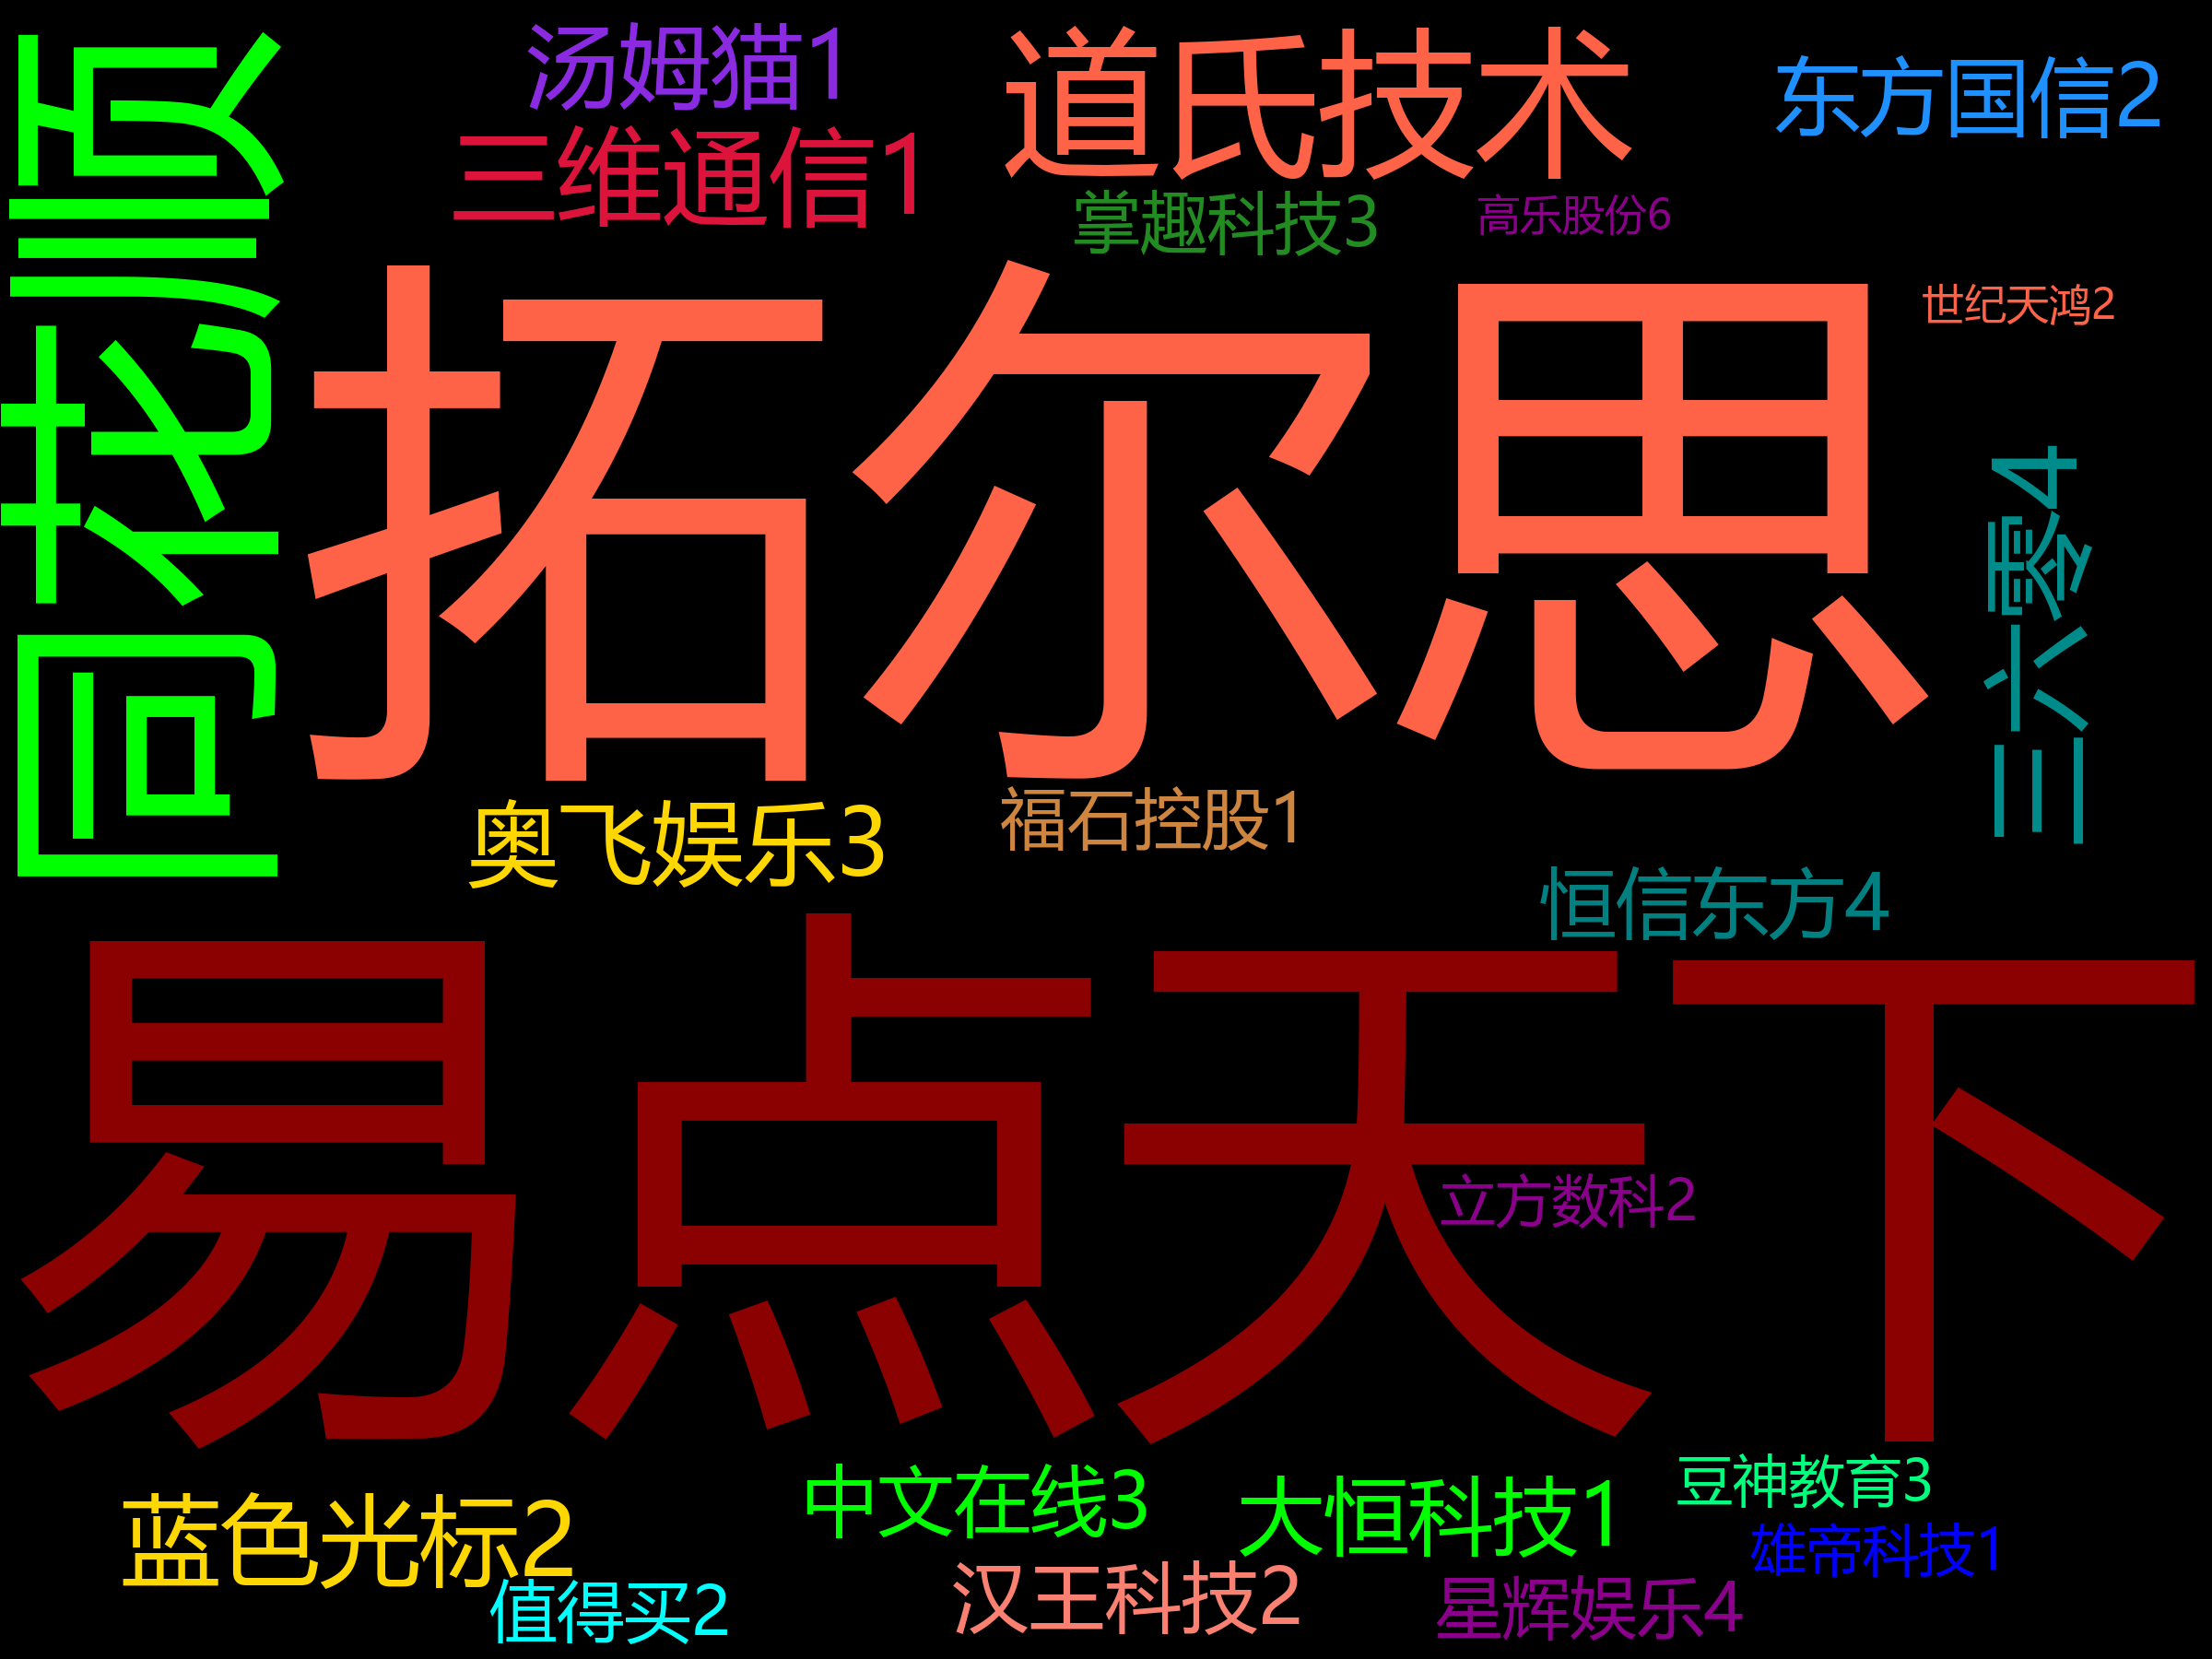 汤姆猫1
道氏技术
东方国信2
三维通信1
掌趣科技3
高乐股份6
世纪天鸿2
同花顺
拓尔思
三六零4
奥飞娱乐3
福石控股1
恒信东方4
易点天下
立方数科2
蓝色光标2
中文在线3
大恒科技1
豆神教育3
雄帝科技1
值得买2
汉王科技2
星辉娱乐4